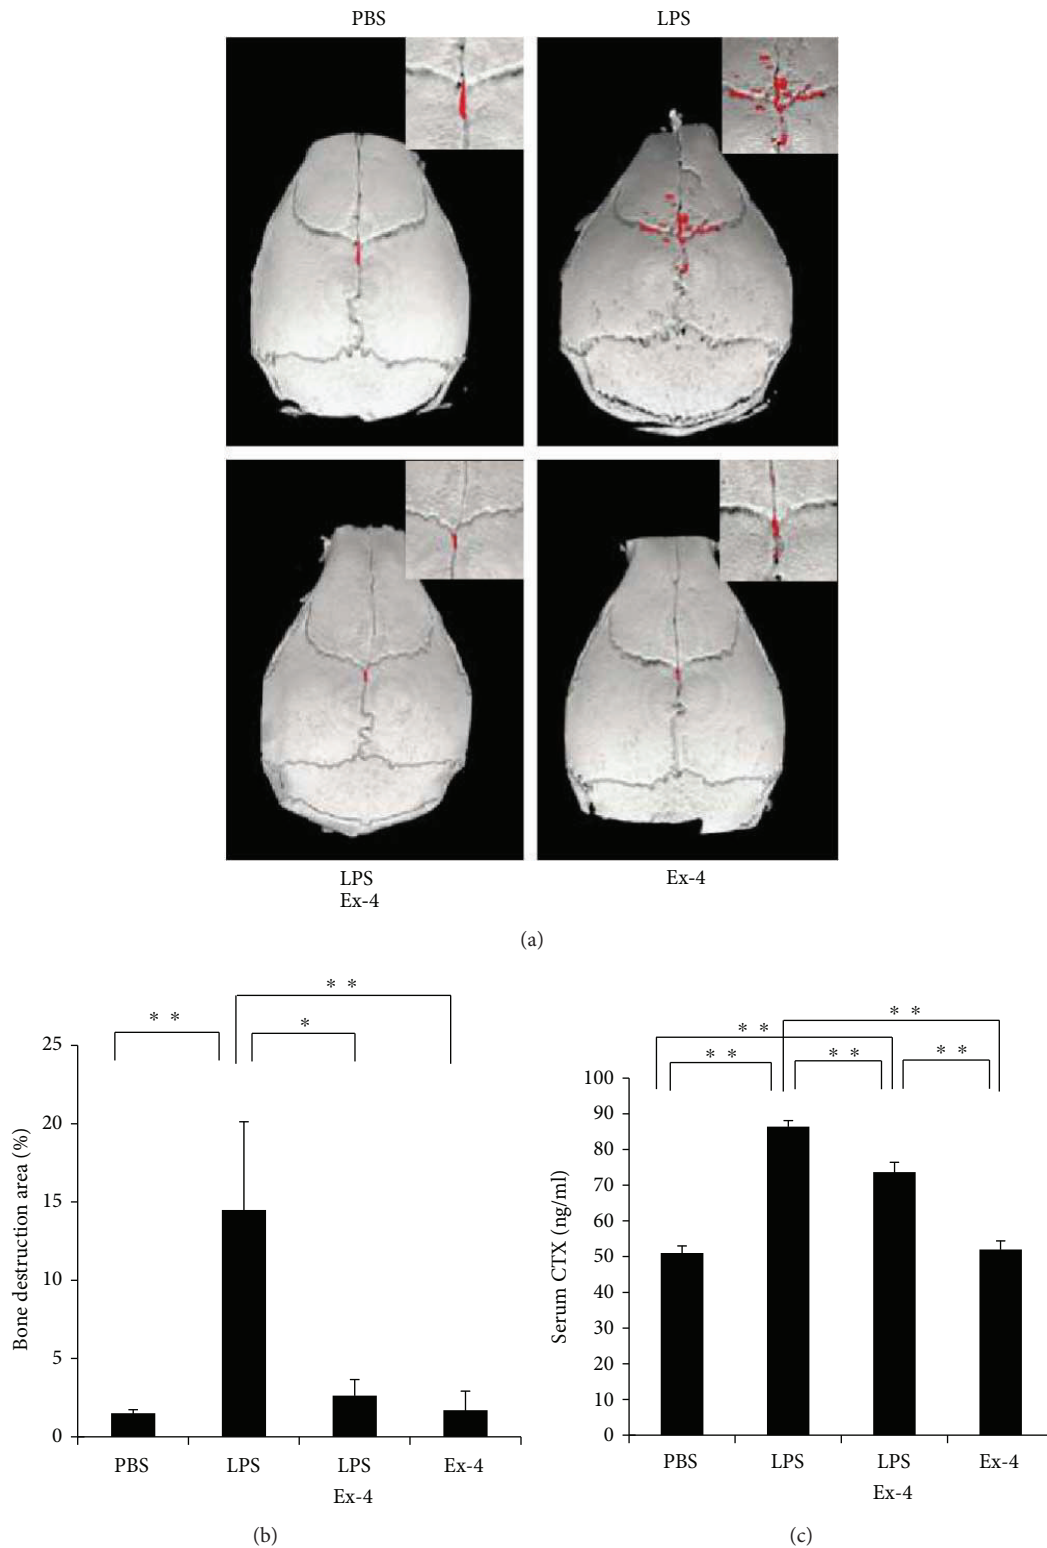 PBS
LPS
LPS
Ex-4
Ex-4
(a)
Bone destruction area (%)
25
20
15
10
5
0
* *
*
* *
PBS
LPS
LPS
Ex-4
Ex-4
(b)
Serum CTX (ng/ml)
100
90
80
70
60
50
40
30
20
10
0
* *
* *
* *
* *
* *
PBS
LPS
LPS
Ex-4
Ex-4
(c)